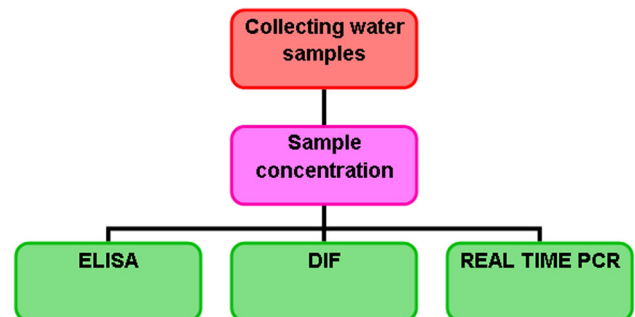 Collecting water
samples
Sample
concentration
ELISA
DIF
REAL TIME PCR